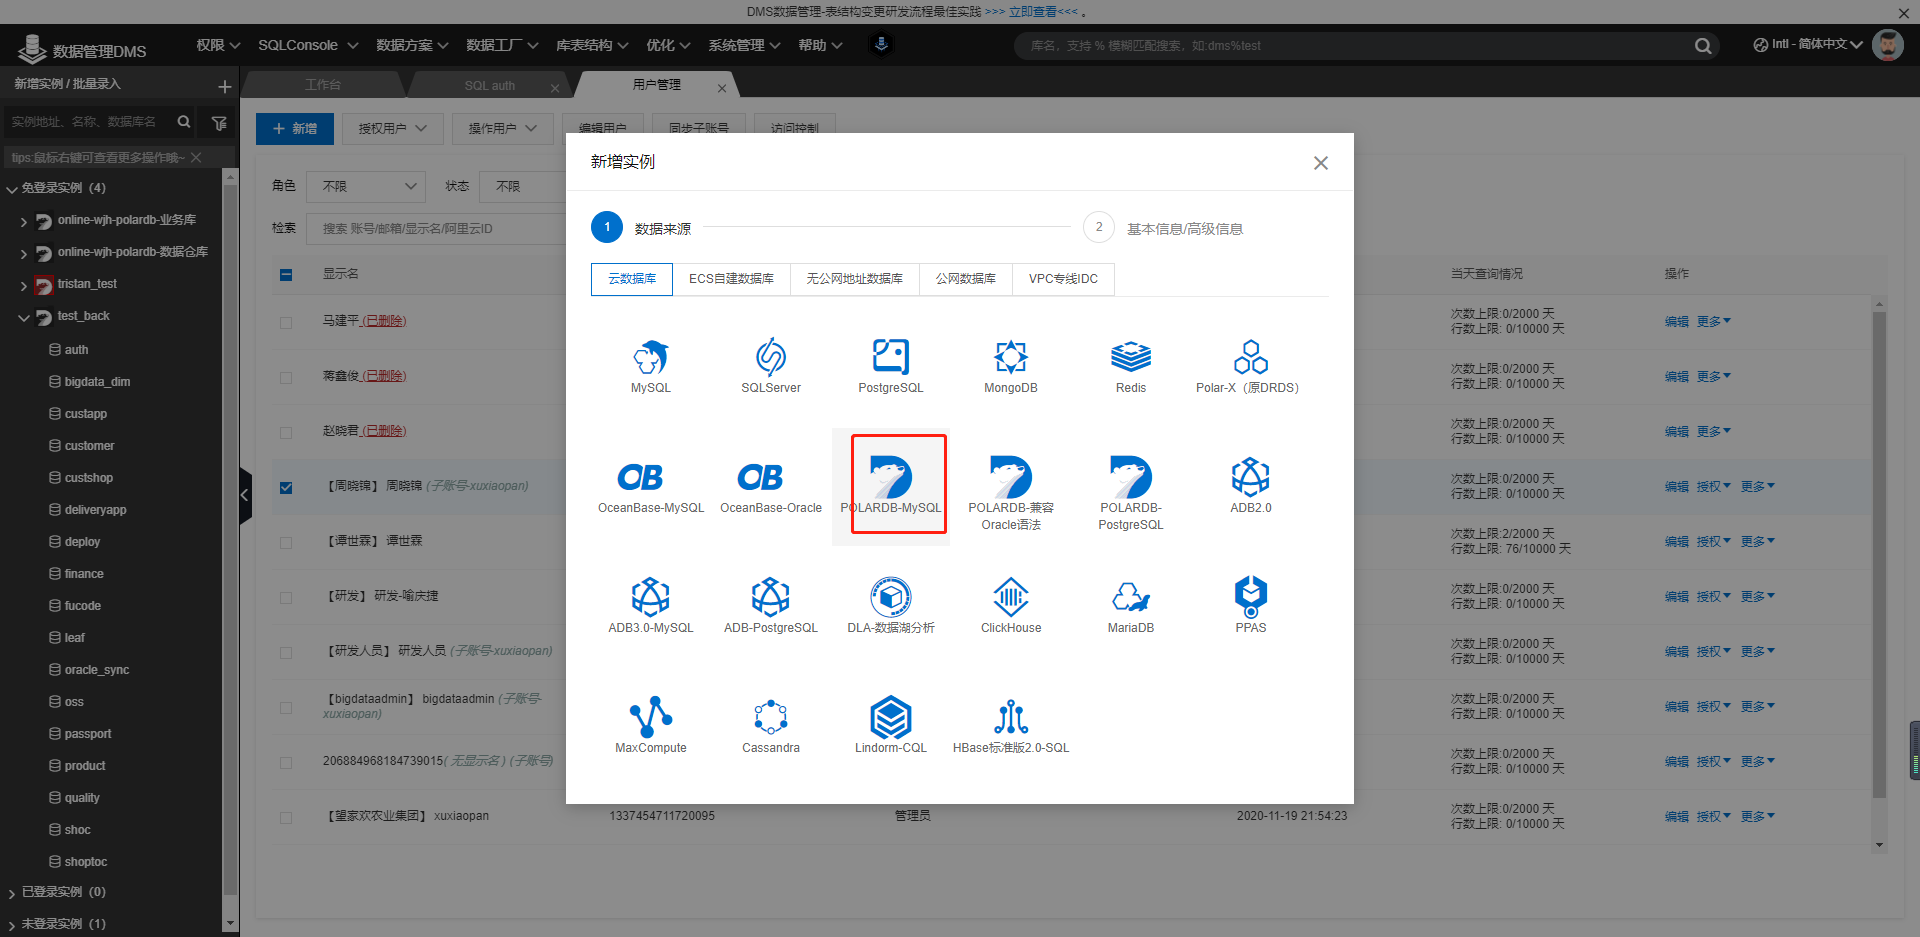 DMS数据管理-表结构变更研发流程最佳实践 >>> 立即查看<<< 。
数据管理DMS
权限 SQLConsole 数据方案 数据工厂 库表结构 优化 系统管理 帮助
库名，支持 % 模糊匹配搜索，如:dms%test
Intl - 简体中文
新增实例 / 批量录入
工作台 SQL auth 用户管理
实例地址、名称、数据库名
tips:鼠标右键可查看更多操作哦~
免登录实例（4）
online-wjh-polardb-业务库
online-wjh-polardb-数据仓库
tristan_test
test_back
auth
bigdata_dim
custapp
customer
custshop
deliveryapp
deploy
finance
fucode
leaf
oracle_sync
oss
passport
product
quality
shoc
shoptoc
已登录实例（0）
未登录实例（1）
新增 授权用户 操作用户 编辑用户 同步子账号 访问控制
角色 不限 状态 不限
检索 搜索 账号/邮箱/显示名/阿里云ID
显示名 当天查询情况 操作
马建平 (已删除)
次数上限:0/2000 天
行数上限: 0/10000 天
编辑 更多
蒋鑫俊 (已删除)
次数上限:0/2000 天
行数上限: 0/10000 天
编辑 更多
赵晓君 (已删除)
次数上限:0/2000 天
行数上限: 0/10000 天
编辑 更多
【周晓锦】 周晓锦 (子账号-xuxiaopan)
次数上限:0/2000 天
行数上限: 0/10000 天
编辑 授权 更多
【谭世霖】 谭世霖
次数上限:2/2000 天
行数上限: 76/10000 天
编辑 授权 更多
【研发】 研发-喻庆捷
次数上限:0/2000 天
行数上限: 0/10000 天
编辑 授权 更多
【研发人员】 研发人员 (子账号-xuxiaopan)
次数上限:0/2000 天
行数上限: 0/10000 天
编辑 授权 更多
【bigdataadmin】 bigdataadmin (子账号-
xuxiaopan)
次数上限:0/2000 天
行数上限: 0/10000 天
编辑 授权 更多
206884968184739015( 无显示名 ) (子账号)
次数上限:0/2000 天
行数上限: 0/10000 天
编辑 授权 更多
【望家欢农业集团】 xuxiaopan 1337454711720095 管理员 2020-11-19 21:54:23
次数上限:0/2000 天
行数上限: 0/10000 天
编辑 授权 更多
新增实例
1 数据来源 2 基本信息/高级信息
云数据库 ECS自建数据库 无公网地址数据库 公网数据库 VPC专线IDC
MySQL SQLServer PostgreSQL MongoDB Redis Polar-X（原DRDS）
OB OB
OceanBase-MySQL OceanBase-Oracle POLARDB-MySQL POLARDB-兼容 POLARDB- ADB2.0
Oracle语法 PostgreSQL
ADB3.0-MySQL ADB-PostgreSQL DLA-数据湖分析 ClickHouse MariaDB PPAS
MaxCompute Cassandra Lindorm-CQL HBase标准版2.0-SQL